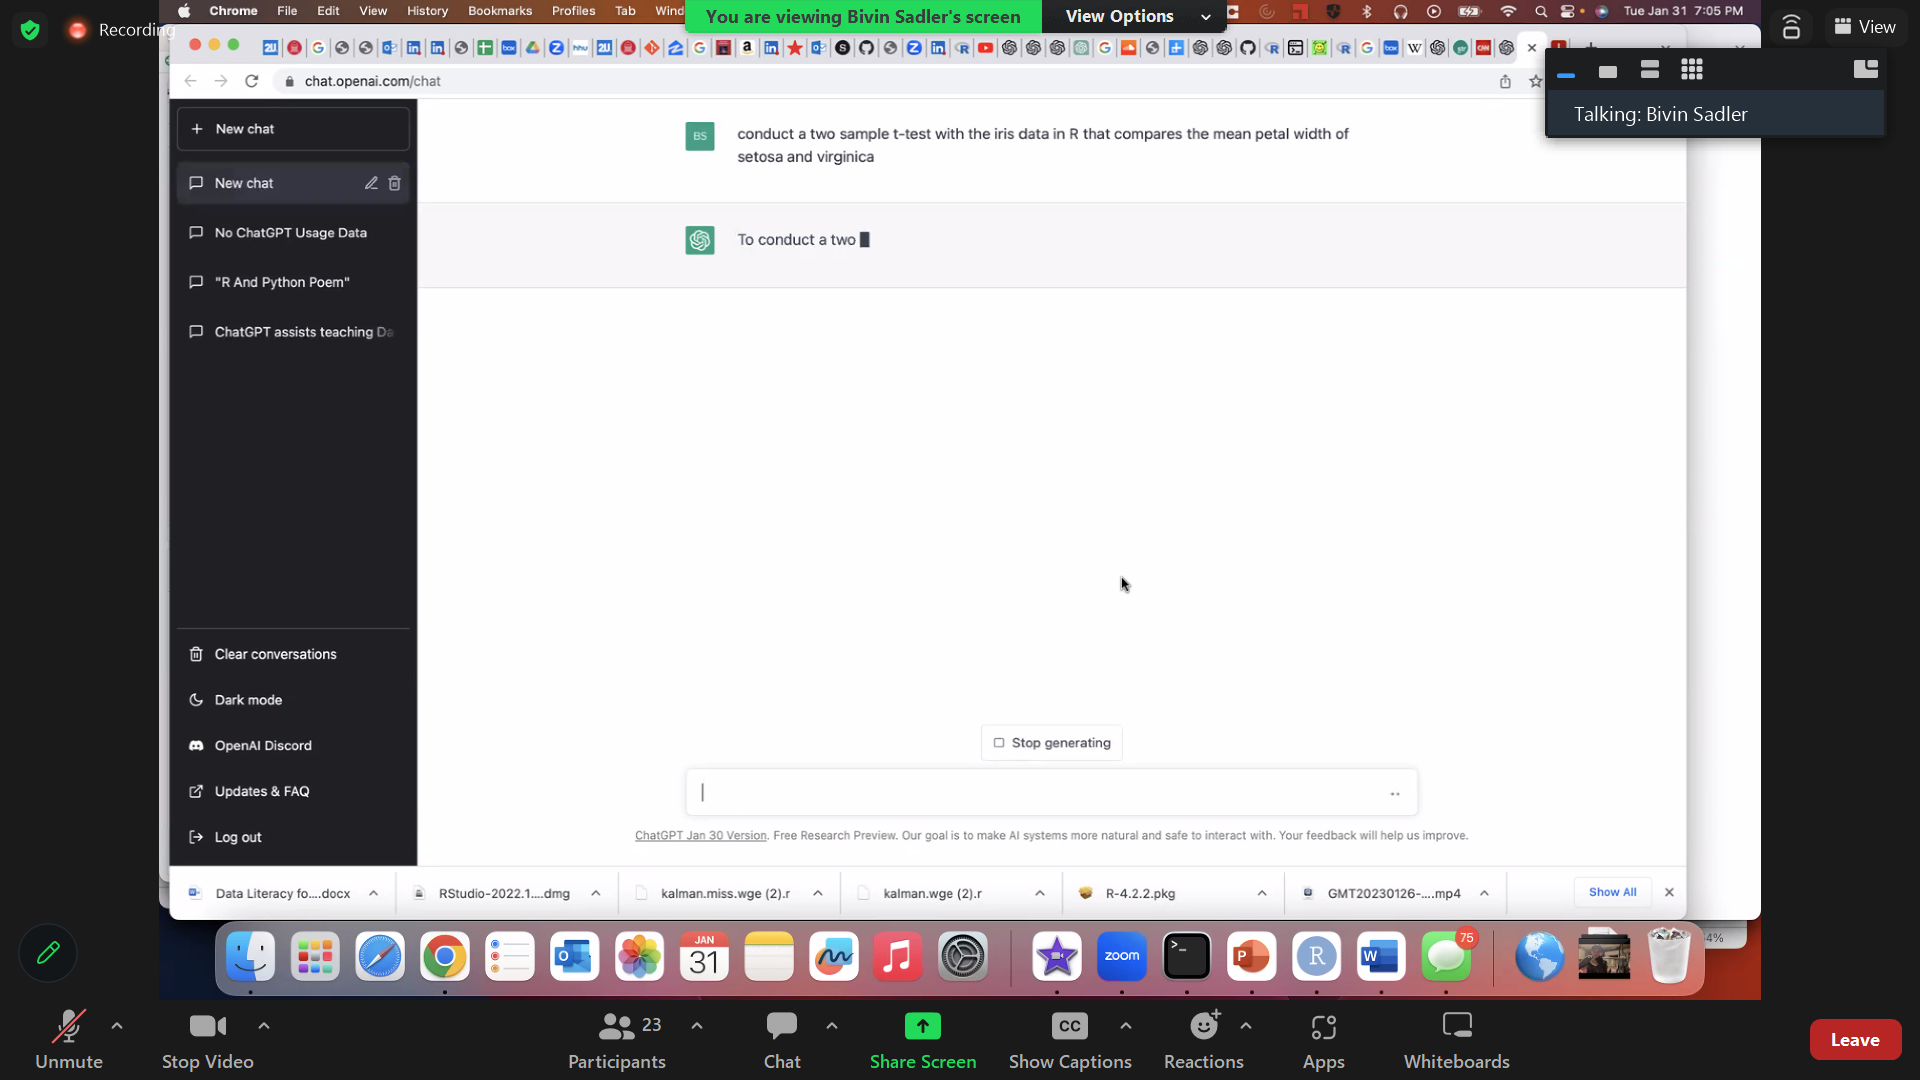 Recording
Chrome File Edit View History Bookmarks Profiles Tab Wind
You are viewing Bivin Sadler's screen
View Options
Tue Jan 31 7:05 PM
View
chat.openai.com/chat
Talking: Bivin Sadler
New chat
New chat
No ChatGPT Usage Data
"R And Python Poem"
ChatGPT assists teaching Da
BS
conduct a two sample t-test with the iris data in R that compares the mean petal width of
setosa and virginica
To conduct a two
Clear conversations
Dark mode
OpenAI Discord
Updates & FAQ
Log out
Stop generating
ChatGPT Jan 30 Version. Free Research Preview. Our goal is to make AI systems more natural and safe to interact with. Your feedback will help us improve.
Data Literacy fo....docx
RStudio-2022.1....dmg
kalman.miss.wge (2).r
kalman.wge (2).r
R-4.2.2.pkg
GMT20230126-....mp4
Show All
JAN
31
zoom
75
4%
Unmute
Stop Video
23
Participants
Chat
Share Screen
CC
Show Captions
Reactions
Apps
Whiteboards
Leave